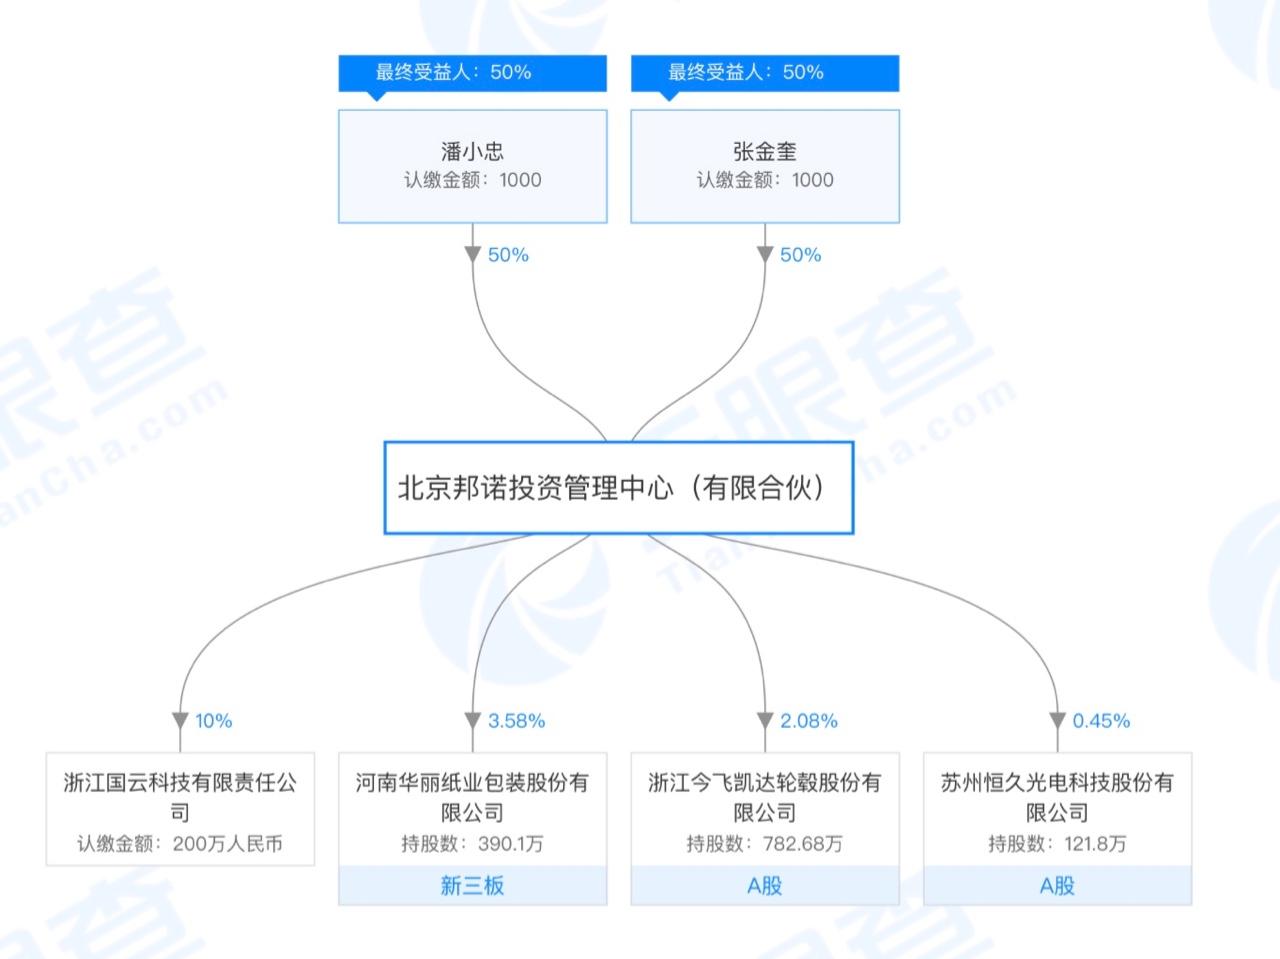 最终受益人：50%
最终受益人：50%
潘小忠
认缴金额：1000
张金奎
认缴金额：1000
50%
50%
北京邦诺投资管理中心（有限合伙）
10%
3.58%
2.08%
0.45%
浙江国云科技有限责任公
司
认缴金额：200万人民币
河南华丽纸业包装股份有
限公司
持股数：390.1万
新三板
浙江今飞凯达轮毂股份有
限公司
持股数：782.68万
A股
苏州恒久光电科技股份有
限公司
持股数：121.8万
A股
眼查
anCha.com
眼查